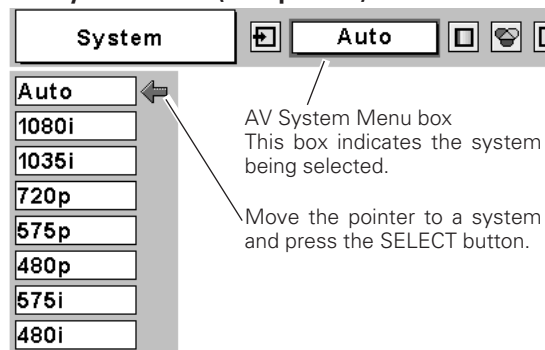 System Auto
Auto
1080i
1035i
720p
575p
480p
575i
480i
AV System Menu box
This box indicates the system
being selected.
Move the pointer to a system
and press the SELECT button.